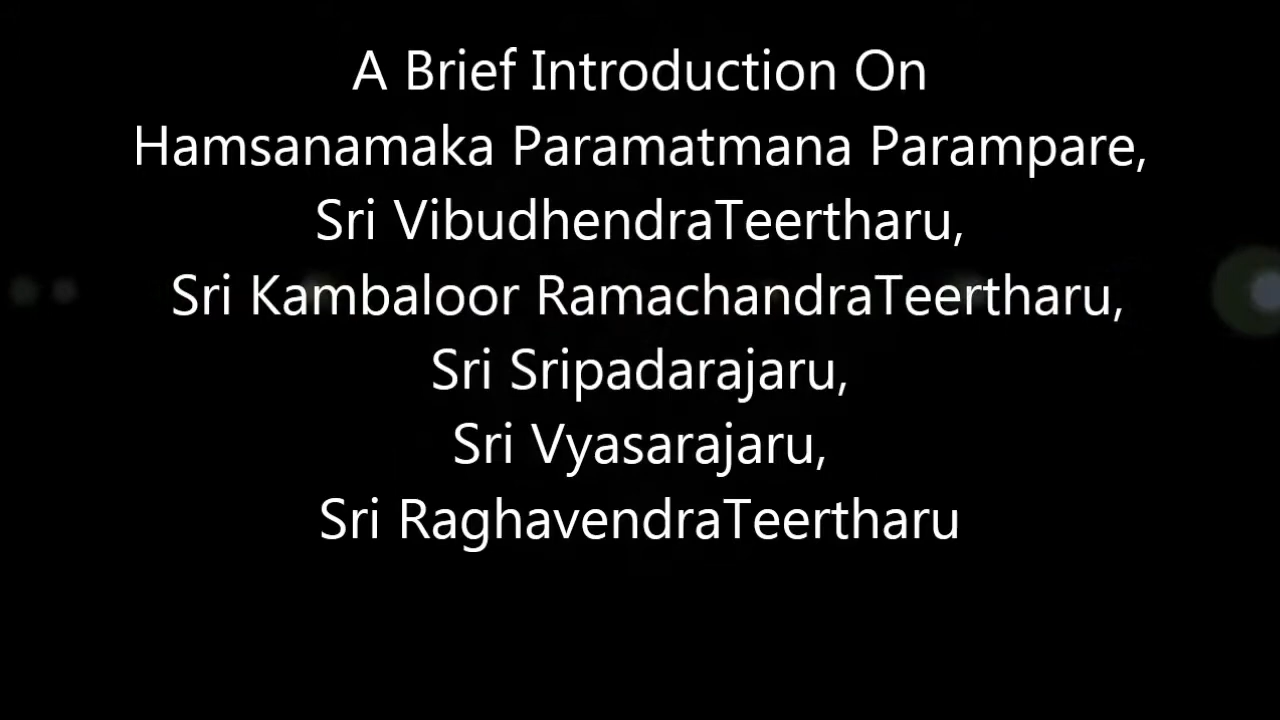 A Brief Introduction On
Hamsanamaka Paramatmana Parampare,
Sri VibudhendraTeertharu,
Sri Kambaloor RamachandraTeertharu,
Sri Sripadarajaru,
Sri Vyasarajaru,
Sri RaghavendraTeertharu